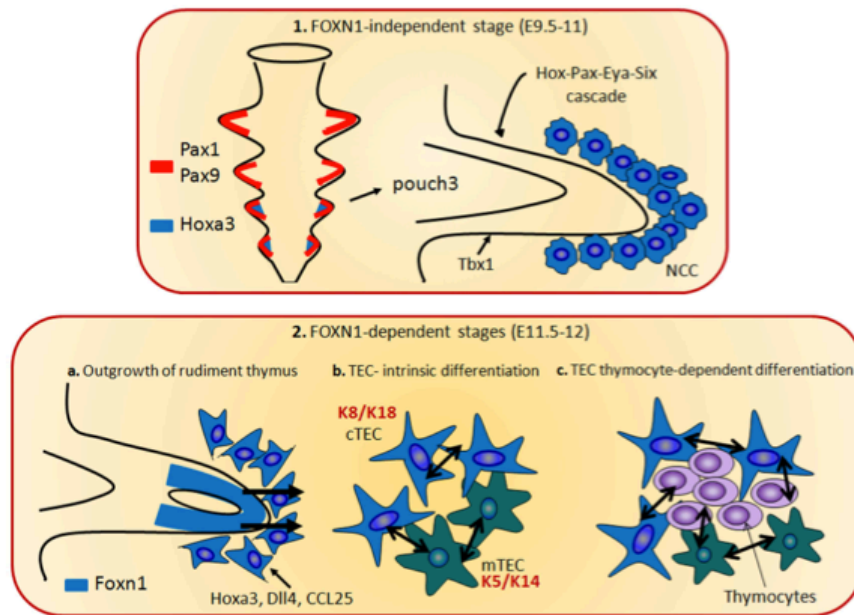 1. FOXN1-independent stage (E9.5-11)
Hox-Pax-Eya-Six
cascade
Pax1
Pax9
Hoxa3
pouch3
Tbx1
NCC
2. FOXN1-dependent stages (E11.5-12)
a. Outgrowth of rudiment thymus
b. TEC- intrinsic differentiation
c. TEC thymocyte-dependent differentiation
K8/K18
cTEC
mTEC
K5/K14
Foxn1
Hoxa3, Dll4, CCL25
Thymocytes